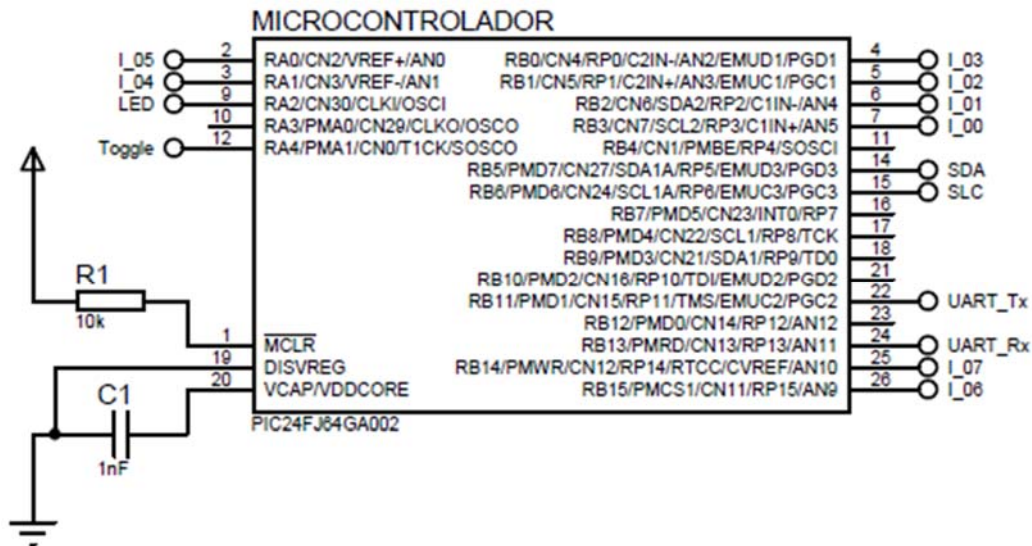 MICROCONTROLADOR
I_05 2 RA0/CN2/VREF+/AN0 RB0/CN4/RP0/C2IN-/AN2/EMUD1/PGD1 4 I_03
I_04 3 RA1/CN3/VREF-/AN1 RB1/CN5/RP1/C2IN+/AN3/EMUC1/PGC1 5 I_02
LED 9 RA2/CN30/CLKI/OSCI RB2/CN6/SDA2/RP2/C1IN-/AN4 6 I_01
10 RA3/PMA0/CN29/CLKO/OSCO RB3/CN7/SCL2/RP3/C1IN+/AN5 7 I_00
Toggle 12 RA4/PMA1/CN0/T1CK/SOSCO RB4/CN1/PMBE/RP4/SOSCI 11
RB5/PMD7/CN27/SDA1A/RP5/EMUD3/PGD3 14 SDA
RB6/PMD6/CN24/SCL1A/RP6/EMUC3/PGC3 15 SLC
RB7/PMD5/CN23/INT0/RP7 16
RB8/PMD4/CN22/SCL1/RP8/TCK 17
RB9/PMD3/CN21/SDA1/RP9/TD0 18
R1 RB10/PMD2/CN16/RP10/TDI/EMUD2/PGD2 21
10k RB11/PMD1/CN15/RP11/TMS/EMUC2/PGC2 22 UART_Tx
RB12/PMD0/CN14/RP12/AN12 23
1 MCLR RB13/PMRD/CN13/RP13/AN11 24 UART_Rx
19 DISVREG RB14/PMWR/CN12/RP14/RTCC/CVREF/AN10 25 I_07
20 VCAP/VDDCORE RB15/PMCS1/CN11/RP15/AN9 26 I_06
C1
PIC24FJ64GA002
1nF